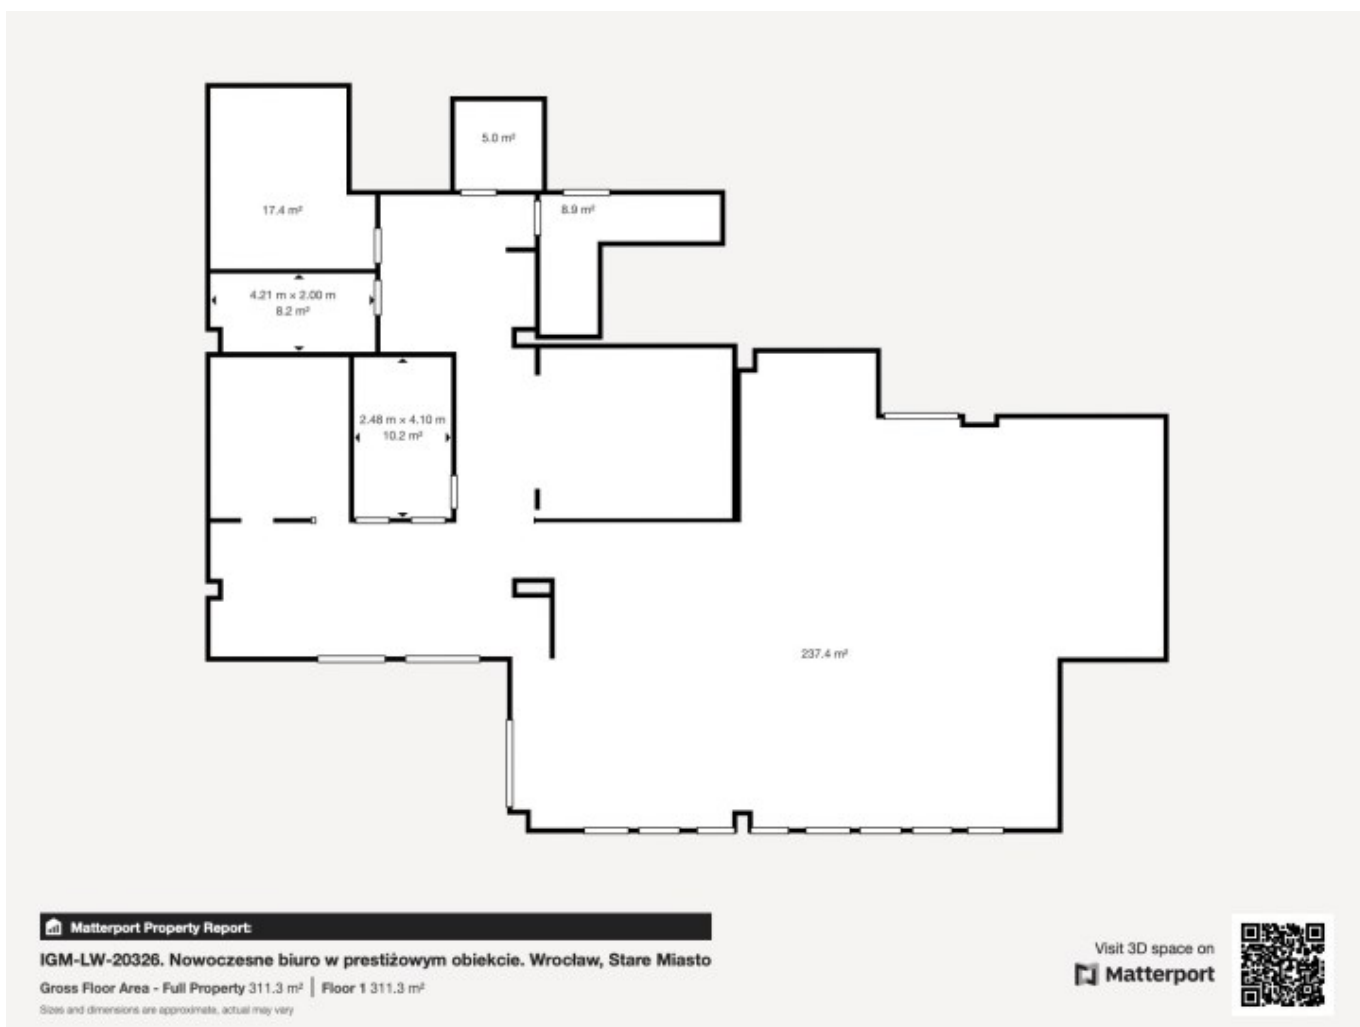 5.0 m²
17.4 m²
8.9 m²
4.21 m × 2.00 m
8.2 m²
2.48 m × 4.10 m
10.2 m²
237.4 m²
Matterport Property Report:
IGM-LW-20326. Nowoczesne biuro w prestiżowym obiekcie. Wrocław, Stare Miasto
Gross Floor Area - Full Property 311.3 m² | Floor 1 311.3 m²
Sizes and dimensions are approximate, actual may vary
Visit 3D space on
Matterport